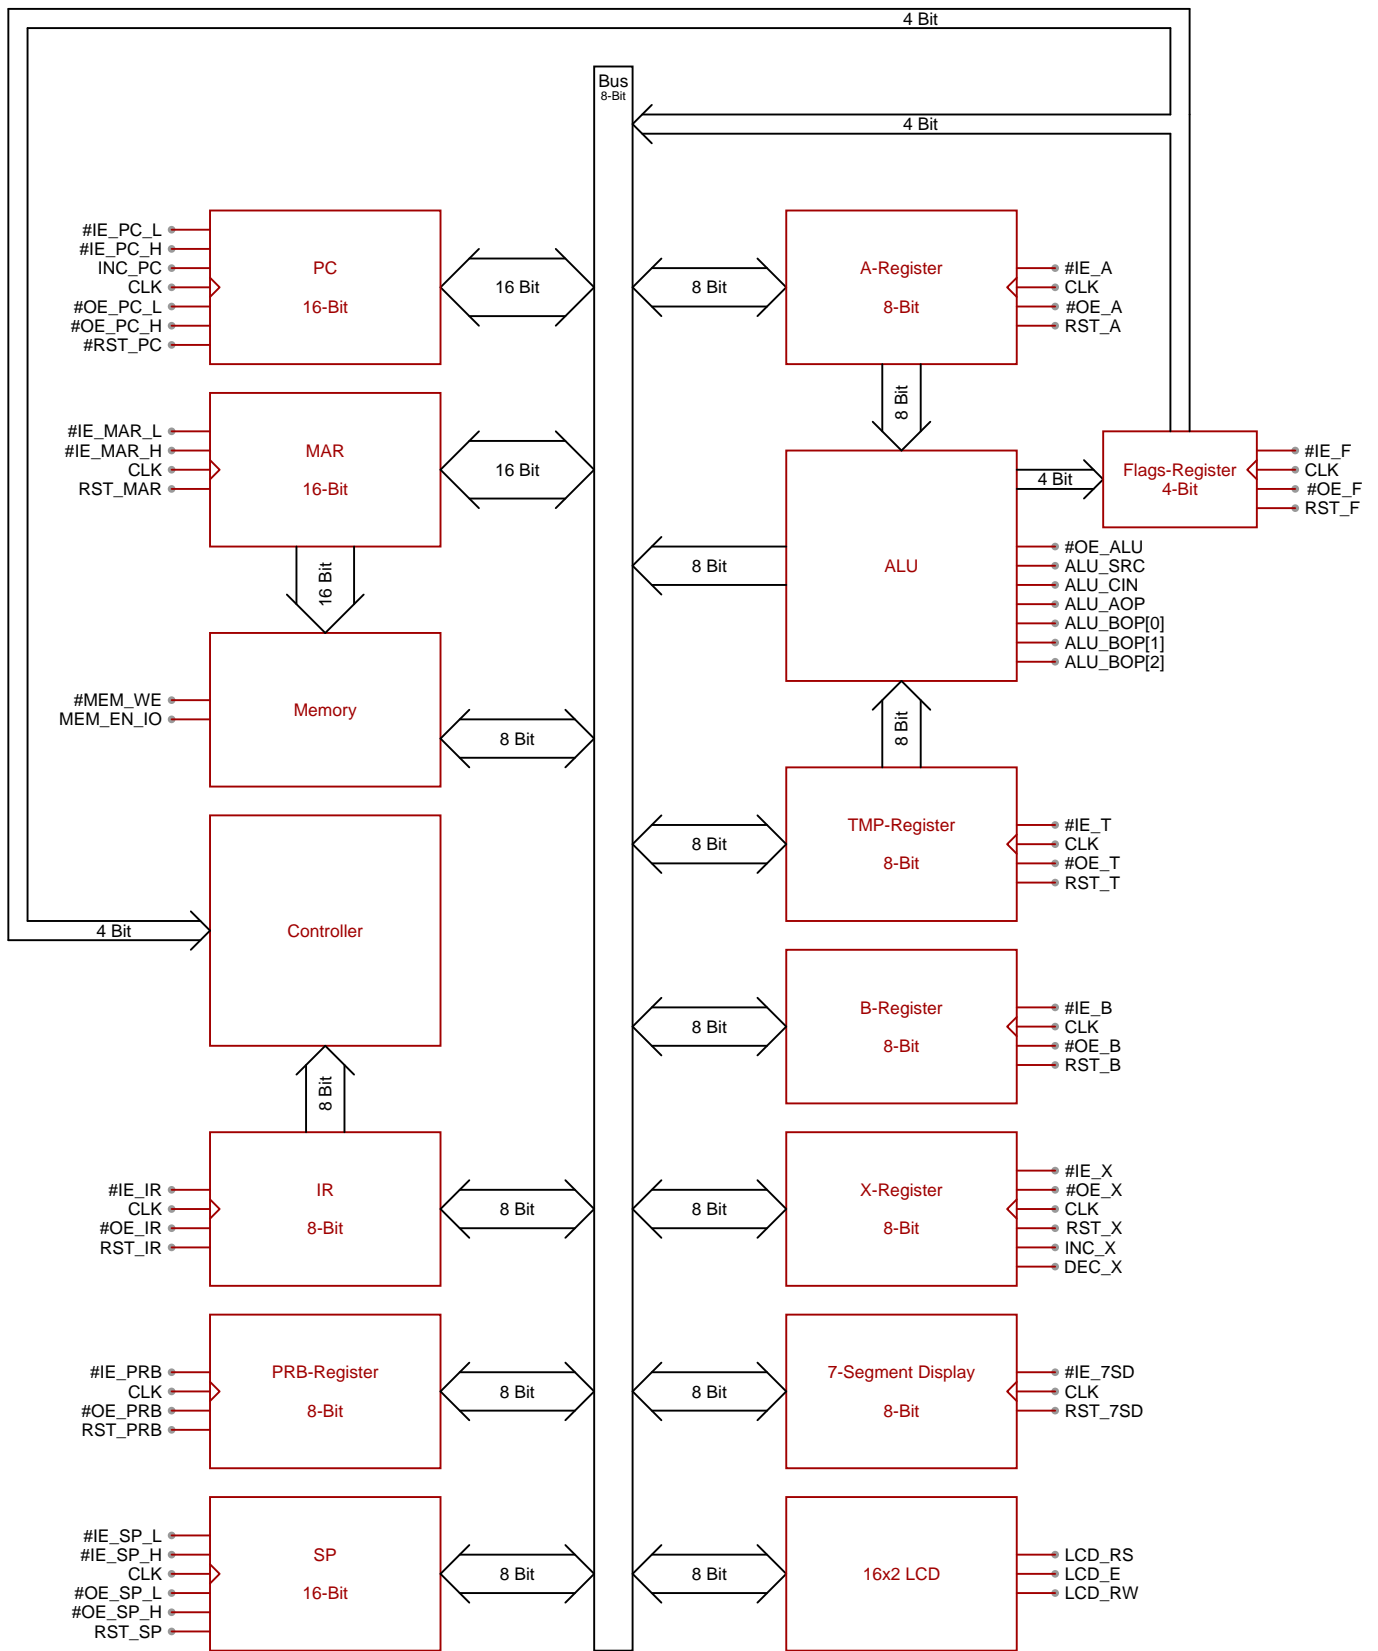 4 Bit
Bus
8-Bit
4 Bit
#IE_PC_L
#IE_PC_H
INC_PC
CLK
#OE_PC_L
#OE_PC_H
#RST_PC
PC
16-Bit
16 Bit
8 Bit
A-Register
8-Bit
#IE_A
CLK
#OE_A
RST_A
8 Bit
#IE_MAR_L
#IE_MAR_H
CLK
RST_MAR
MAR
16-Bit
16 Bit
16 Bit
4 Bit
Flags-Register
4-Bit
#IE_F
CLK
#OE_F
RST_F
8 Bit
ALU
#OE_ALU
ALU_SRC
ALU_CIN
ALU_AOP
ALU_BOP[0]
ALU_BOP[1]
ALU_BOP[2]
#MEM_WE
MEM_EN_IO
Memory
8 Bit
8 Bit
8 Bit
TMP-Register
8-Bit
#IE_T
CLK
#OE_T
RST_T
4 Bit
Controller
8 Bit
8 Bit
B-Register
8-Bit
#IE_B
CLK
#OE_B
RST_B
#IE_IR
CLK
#OE_IR
RST_IR
IR
8-Bit
8 Bit
8 Bit
X-Register
8-Bit
#IE_X
#OE_X
CLK
RST_X
INC_X
DEC_X
#IE_PRB
CLK
#OE_PRB
RST_PRB
PRB-Register
8-Bit
8 Bit
8 Bit
7-Segment Display
8-Bit
#IE_7SD
CLK
RST_7SD
#IE_SP_L
#IE_SP_H
CLK
#OE_SP_L
#OE_SP_H
RST_SP
SP
16-Bit
8 Bit
8 Bit
16x2 LCD
LCD_RS
LCD_E
LCD_RW